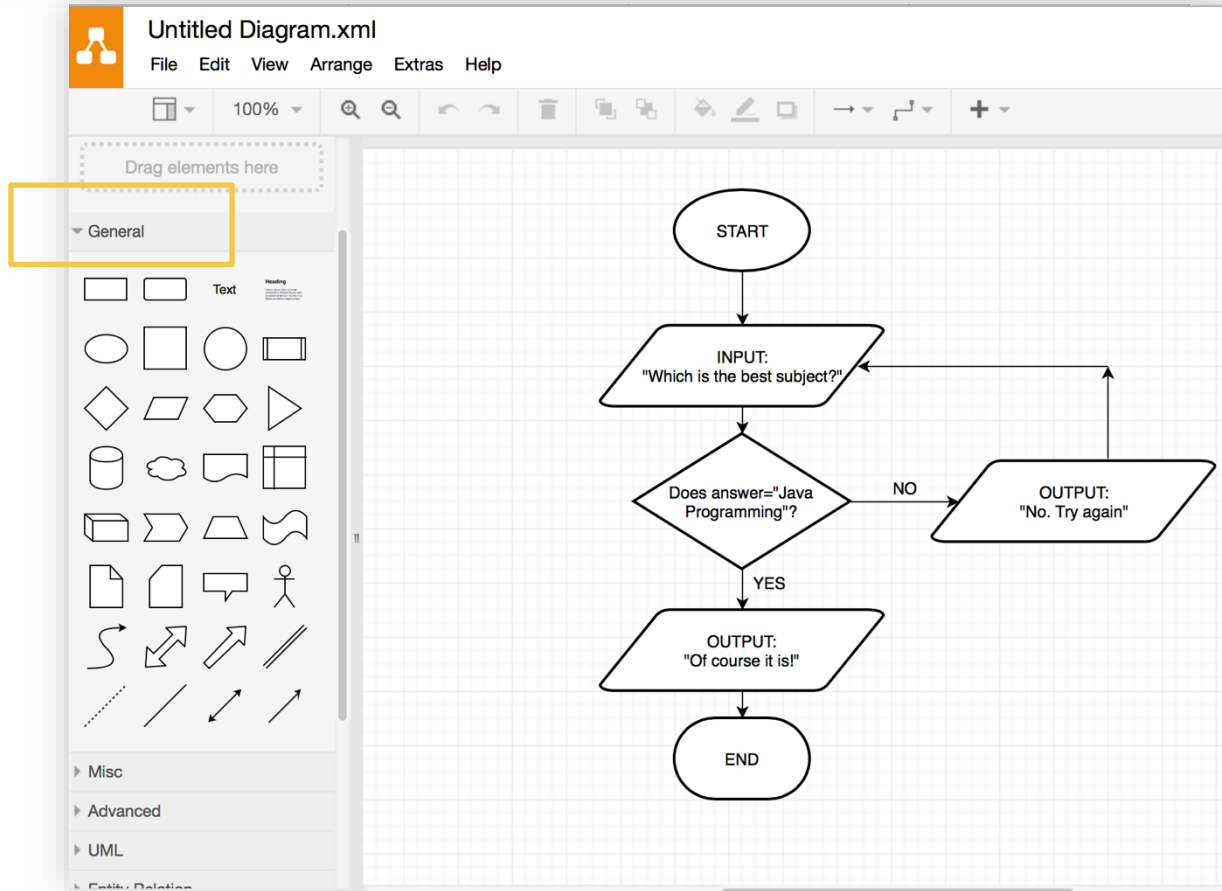 Untitled Diagram.xml
File Edit View Arrange Extras Help
100%
Drag elements here
General
Text
Heading
Misc
Advanced
UML
Entity Relation
START
INPUT:
"Which is the best subject?"
Does answer="Java
Programming"?
NO
OUTPUT:
"No. Try again"
YES
OUTPUT:
"Of course it is!"
END